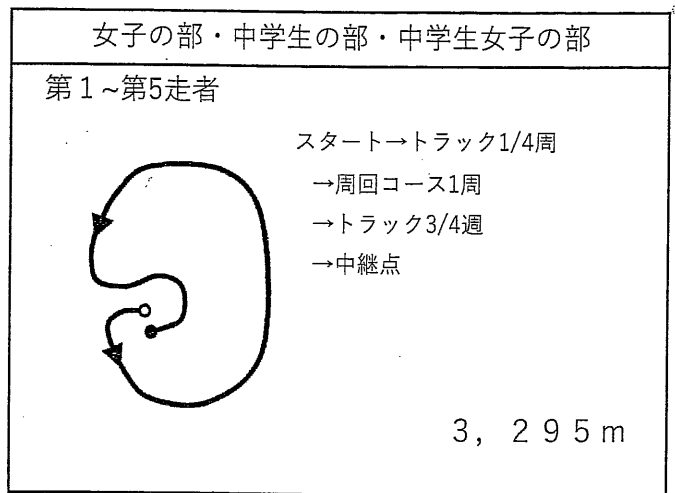 女子の部・中学生の部・中学生女子の部
第１~第5走者
スタート→トラック1/4周
→周回コース1周
→トラック3/4週
→中継点
３，２９５ｍ